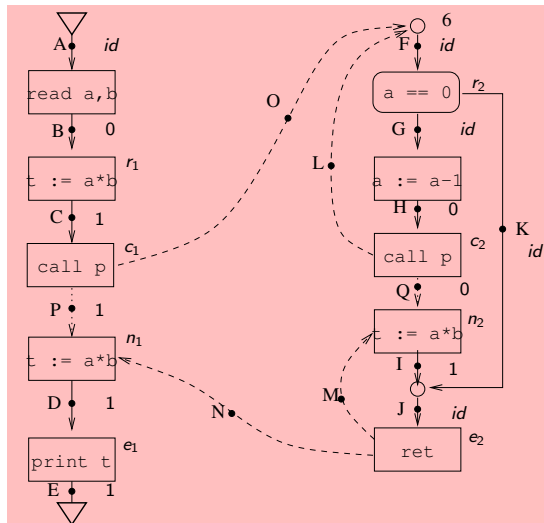 A id
read a,b
B 0
r1
t := a*b
C 1
c1
call p
P 1
n1
t := a*b
D 1
e1
print t
E 1
O
L
N
M
6
F id
r2
a == 0
G id
a := a-1
H 0
K
id
c2
call p
Q 0
n2
t := a*b
I 1
J id
e2
ret